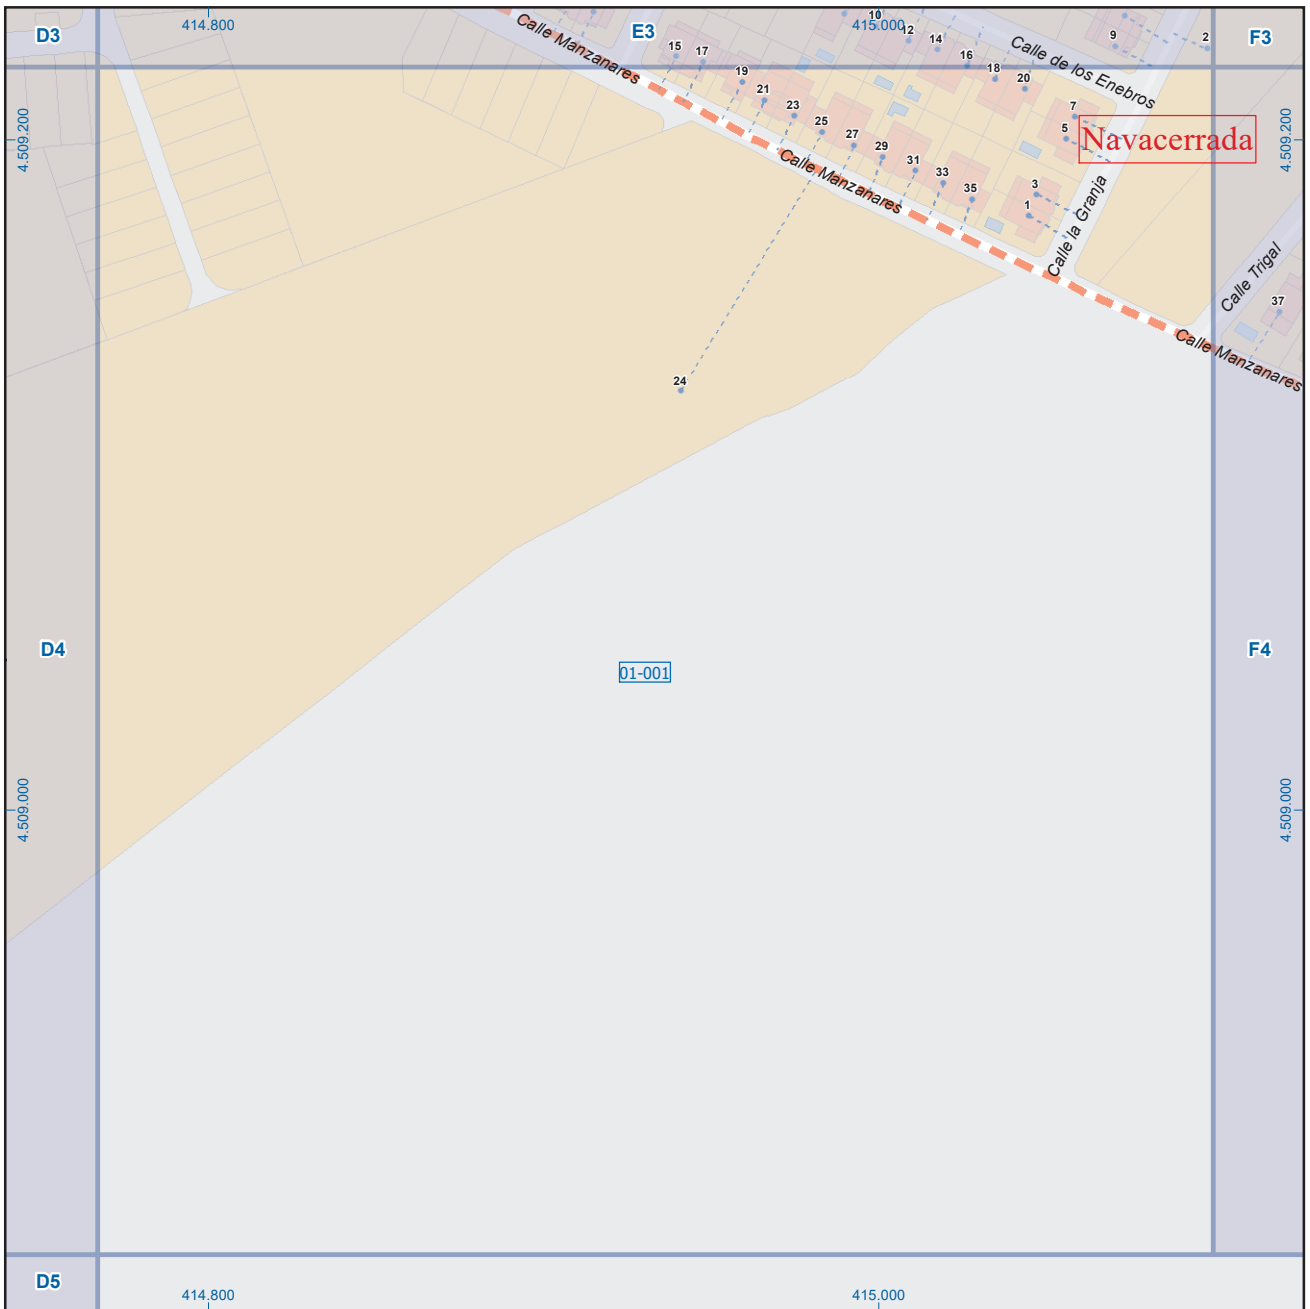 D3
414.800
E3
415.000
F3
Calle Manzanares
15
17
19
21
23
25
27
29
31
33
35
10
12
14
16
18
20
Calle de los Enebros
9
2
7
5
3
1
Navacerrada
4.509.200
4.509.200
Calle Manzanares
Calle la Granja
Calle Trigal
37
Calle Manzanares
24
D4
01-001
F4
4.509.000
4.509.000
D5
414.800
415.000